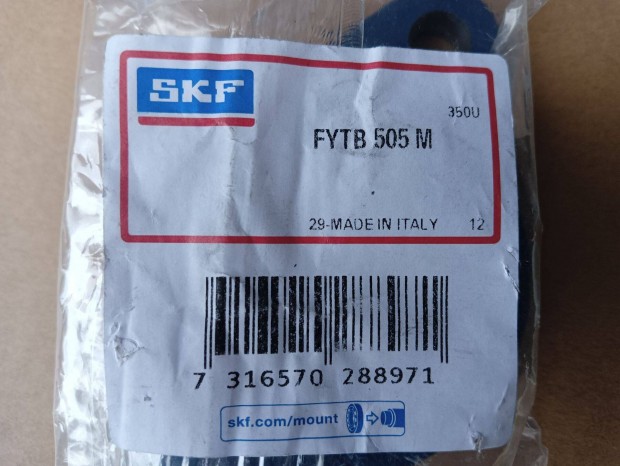 SKF
350U
FYTB 505 M
29-MADE IN ITALY 12
7 316570 288971
skf.com/mount